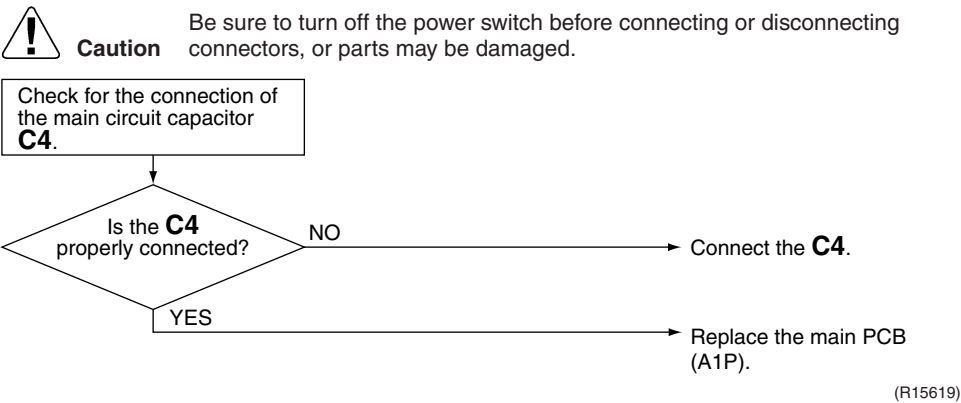 Be sure to turn off the power switch before connecting or disconnecting
Caution connectors, or parts may be damaged.
Check for the connection of
the main circuit capacitor
C4.
Is the C4
properly connected?
NO
Connect the C4.
YES
Replace the main PCB
(A1P).
(R15619)